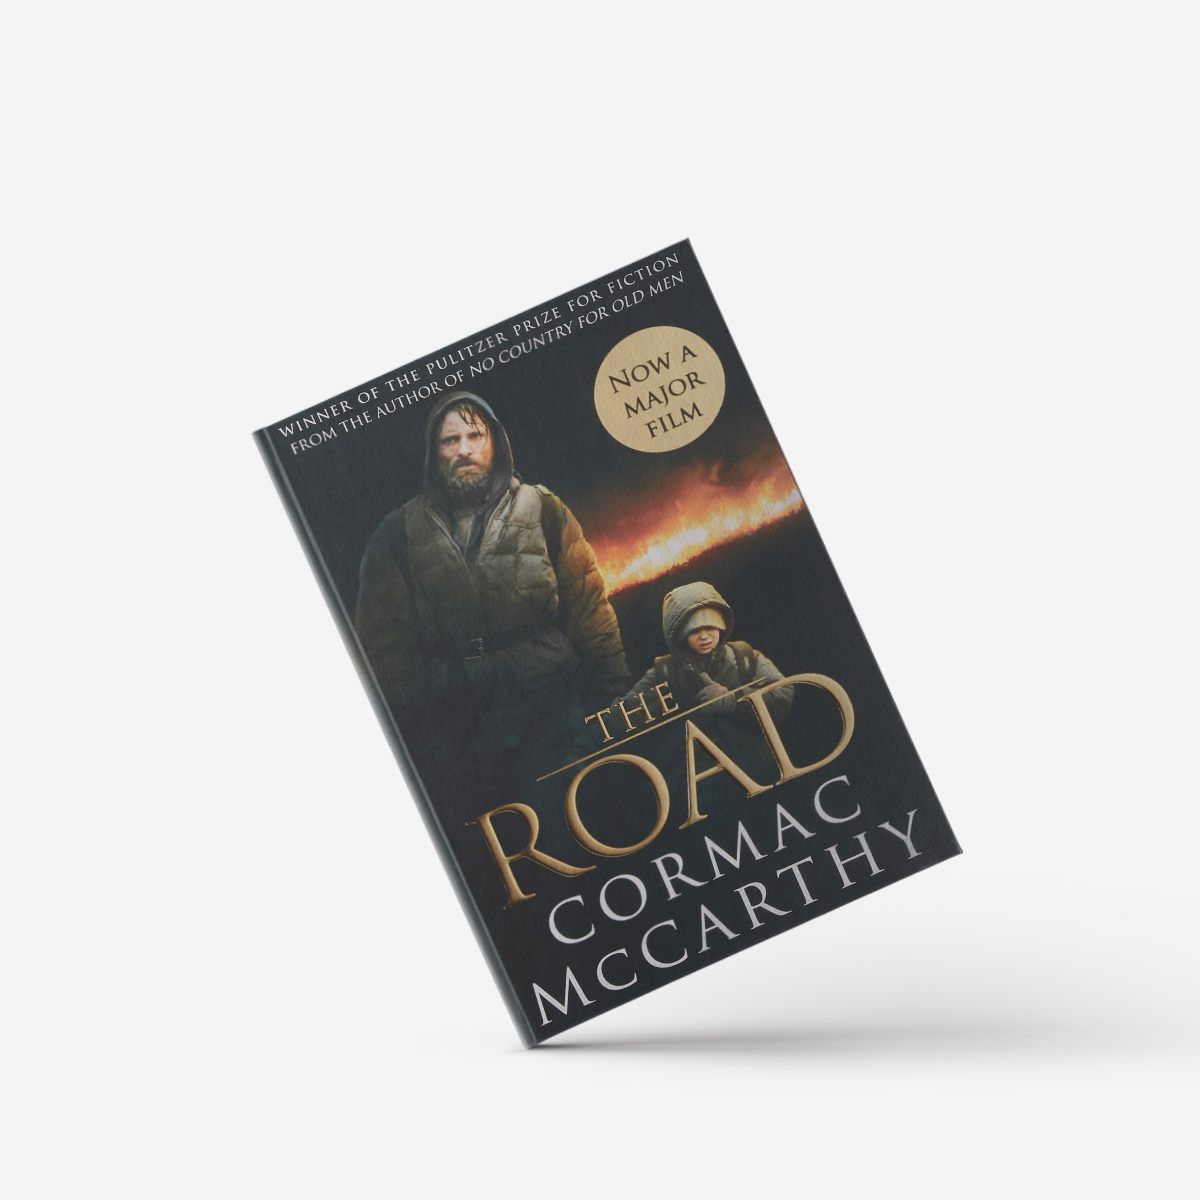 WINNER OF THE PULITZER PRIZE FOR FICTION
FROM THE AUTHOR OF NO COUNTRY FOR OLD MEN
NOW A
MAJOR
FILM
THE
ROAD
CORMAC
MCCARTHY